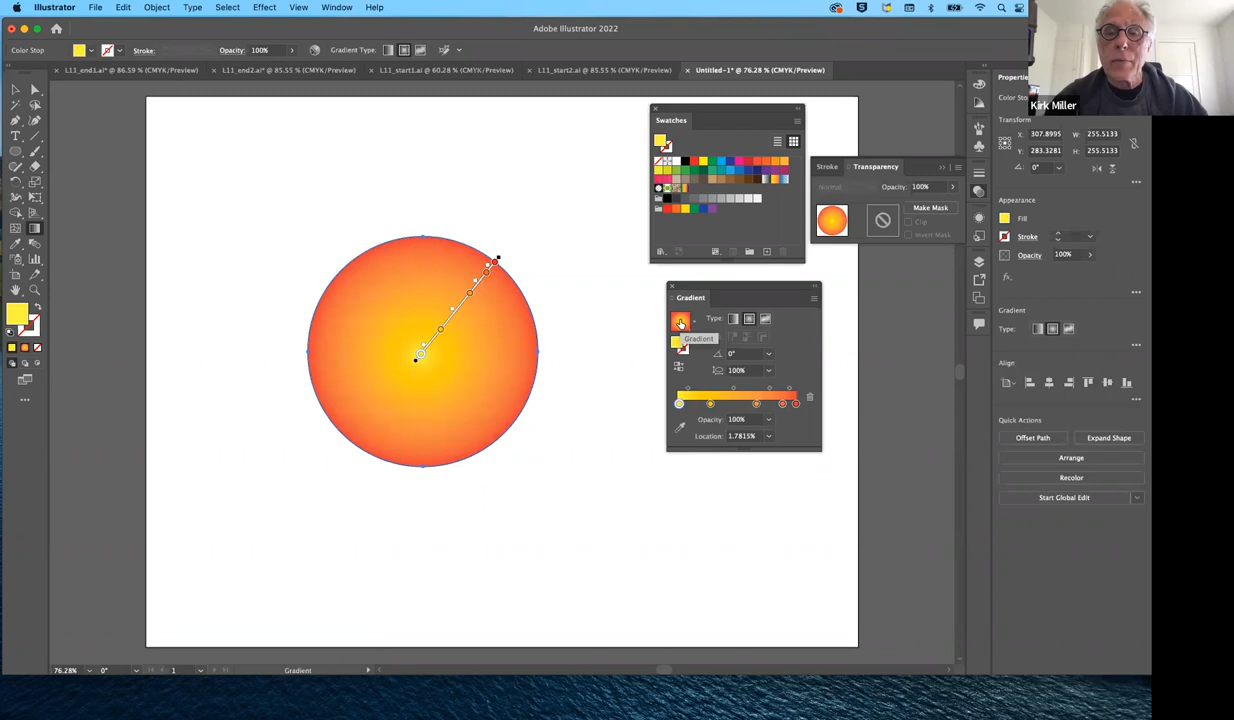 Illustrator File Edit Object Type Select Effect View Window Help
Adobe Illustrator 2022
Color Stop Stroke: Opacity: 100% Gradient Type:
L11_end1.ai* @ 86.59 % (CMYK/Preview) L11_end2.ai* @ 85.55 % (CMYK/Preview) L11_start1.ai @ 60.28 % (CMYK/Preview) L11_start2.ai @ 85.55 % (CMYK/Preview) Untitled-1* @ 76.28 % (CMYK/Preview)
Kirk Miller
Swatches
Stroke Transparency
Normal Opacity: 100%
Make Mask
Clip
Invert Mask
Gradient
Type:
Gradient
0°
100%
Opacity: 100%
Location: 1.7815%
Properties
Color Stop
Transform
X: 307.8995 W: 255.5133
Y: 283.3281 H: 255.5133
0°
Appearance
Fill
Stroke
Opacity 100%
fx.
Gradient
Type:
Align
Quick Actions
Offset Path Expand Shape
Arrange
Recolor
Start Global Edit
76.28% 0° 1 Gradient